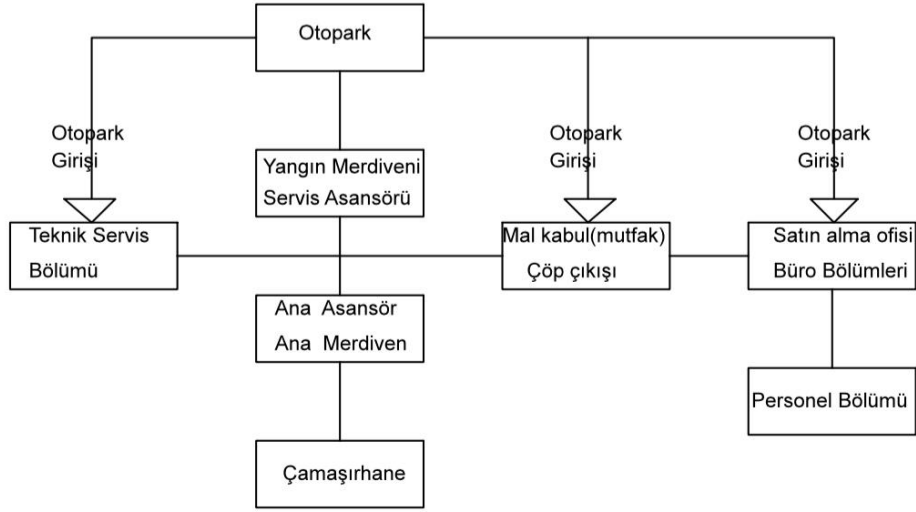 Otopark
Otopark
Girişi
Otopark
Girişi
Otopark
Girişi
Yangın Merdiveni
Servis Asansörü
Teknik Servis
Bölümü
Mal kabul(mutfak)
Çöp çıkışı
Satın alma ofisi
Büro Bölümleri
Ana Asansör
Ana Merdiven
Personel Bölümü
Çamaşırhane